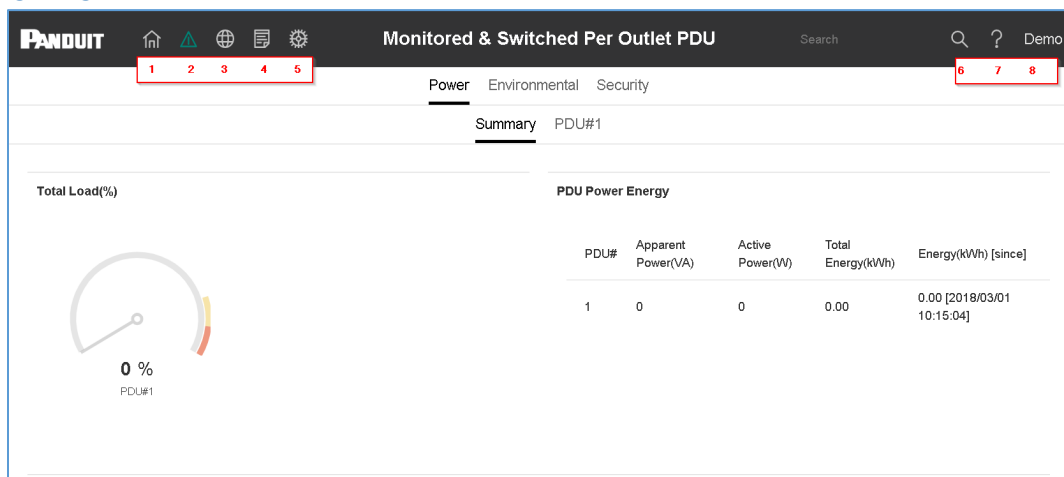 PANDUIT Monitored & Switched Per Outlet PDU Search ? Demo
1 2 3 4 5 6 7 8
Power Environmental Security
Summary PDU#1
Total Load(%)
0 %
PDU#1
PDU Power Energy
PDU# Apparent Power(VA) Active Power(W) Total Energy(kWh) Energy(kWh) [since]
1 0 0 0.00 0.00 [2018/03/01 10:15:04]